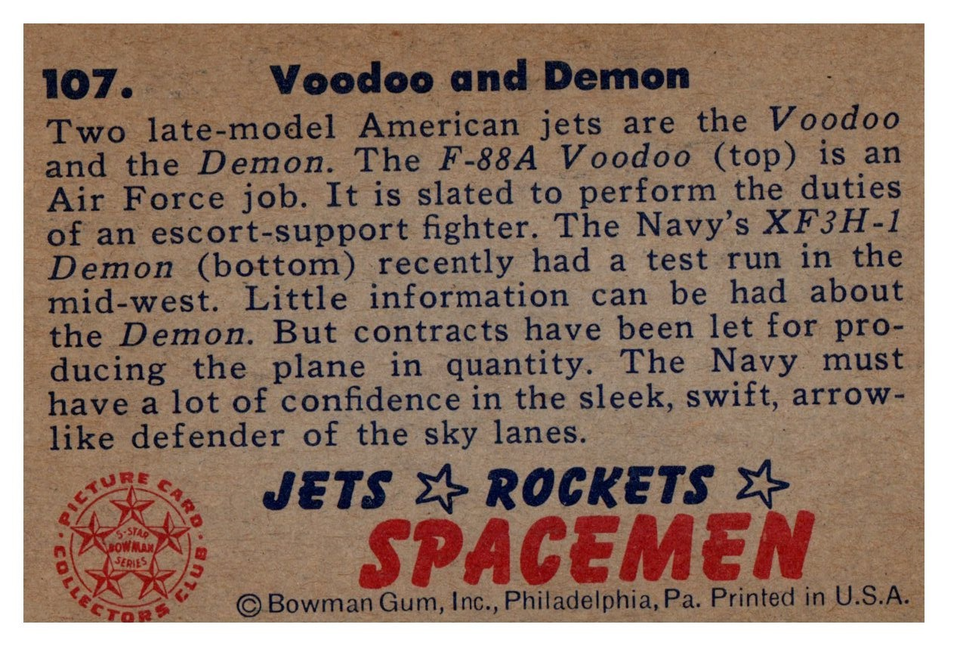 107. Voodoo and Demon
Two late-model American jets are the Voodoo
and the Demon. The F-88A Voodoo (top) is an
Air Force job. It is slated to perform the duties
of an escort-support fighter. The Navy's XF3H-1
Demon (bottom) recently had a test run in the
mid-west. Little information can be had about
the Demon. But contracts have been let for pro-
ducing the plane in quantity. The Navy must
have a lot of confidence in the sleek, swift, arrow-
like defender of the sky lanes.
JETS ☆ ROCKETS ☆
SPACEMEN
PICTURE CARD
COLLECTORS CLUB
5-STAR
BOWMAN
SERIES
© Bowman Gum, Inc., Philadelphia, Pa. Printed in U.S.A.